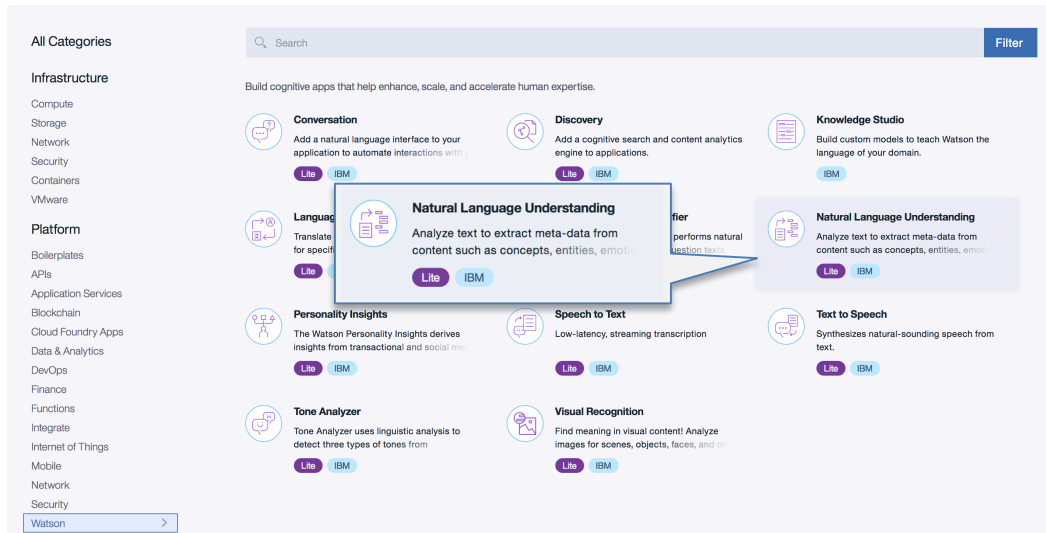 All Categories
Search
Filter
Infrastructure
Compute
Storage
Network
Security
Containers
VMware
Platform
Boilerplates
APIs
Application Services
Blockchain
Cloud Foundry Apps
Data & Analytics
DevOps
Finance
Functions
Integrate
Internet of Things
Mobile
Network
Security
Watson
Build cognitive apps that help enhance, scale, and accelerate human expertise.
Conversation
Add a natural language interface to your
application to automate interactions with
Lite IBM
Discovery
Add a cognitive search and content analytics
engine to applications.
Lite IBM
Knowledge Studio
Build custom models to teach Watson the
language of your domain.
IBM
Translate
Lite
performs natural
Natural Language Understanding
Analyze text to extract meta-data from
content such as concepts, entities,
Lite IBM
Natural Language Understanding
Analyze text to extract meta-data from
content such as concepts, entities,
Lite IBM
Personality Insights
The Watson Personality Insights derives
insights from transactional and social
Lite IBM
Speech to Text
Low-latency, streaming transcription
Lite IBM
Text to Speech
Synthesizes natural-sounding speech from
text.
Lite IBM
Tone Analyzer
Tone Analyzer uses linguistic analysis to
detect three types of tones from
Lite IBM
Visual Recognition
Find meaning in visual content! Analyze
images for scenes, objects, faces, and
Lite IBM